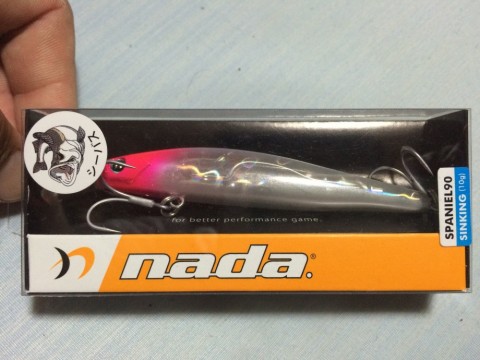 シーバス
for better performance game.
nada.®
SPANIEL90
SINKING (10g)